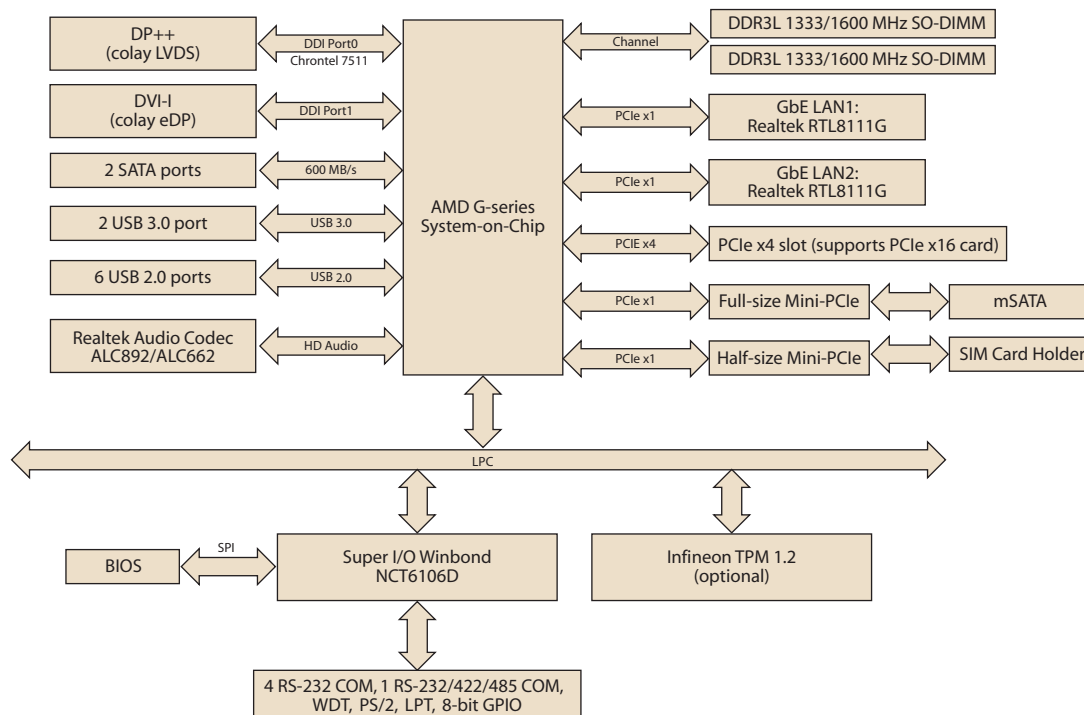 DP++
(colay LVDS)
DDI Port0
Chrontel 7511
DVI-I
(colay eDP)
DDI Port1
2 SATA ports
600 MB/s
2 USB 3.0 port
USB 3.0
6 USB 2.0 ports
USB 2.0
Realtek Audio Codec
ALC892/ALC662
HD Audio
AMD G-series
System-on-Chip
Channel
DDR3L 1333/1600 MHz SO-DIMM
DDR3L 1333/1600 MHz SO-DIMM
PCIe x1
GbE LAN1:
Realtek RTL8111G
PCIe x1
GbE LAN2:
Realtek RTL8111G
PCIE x4
PCIe x4 slot (supports PCIe x16 card)
PCIe x1
Full-size Mini-PCIe
mSATA
PCIe x1
Half-size Mini-PCIe
SIM Card Holder
LPC
BIOS
SPI
Super I/O Winbond
NCT6106D
Infineon TPM 1.2
(optional)
4 RS-232 COM, 1 RS-232/422/485 COM,
WDT, PS/2, LPT, 8-bit GPIO